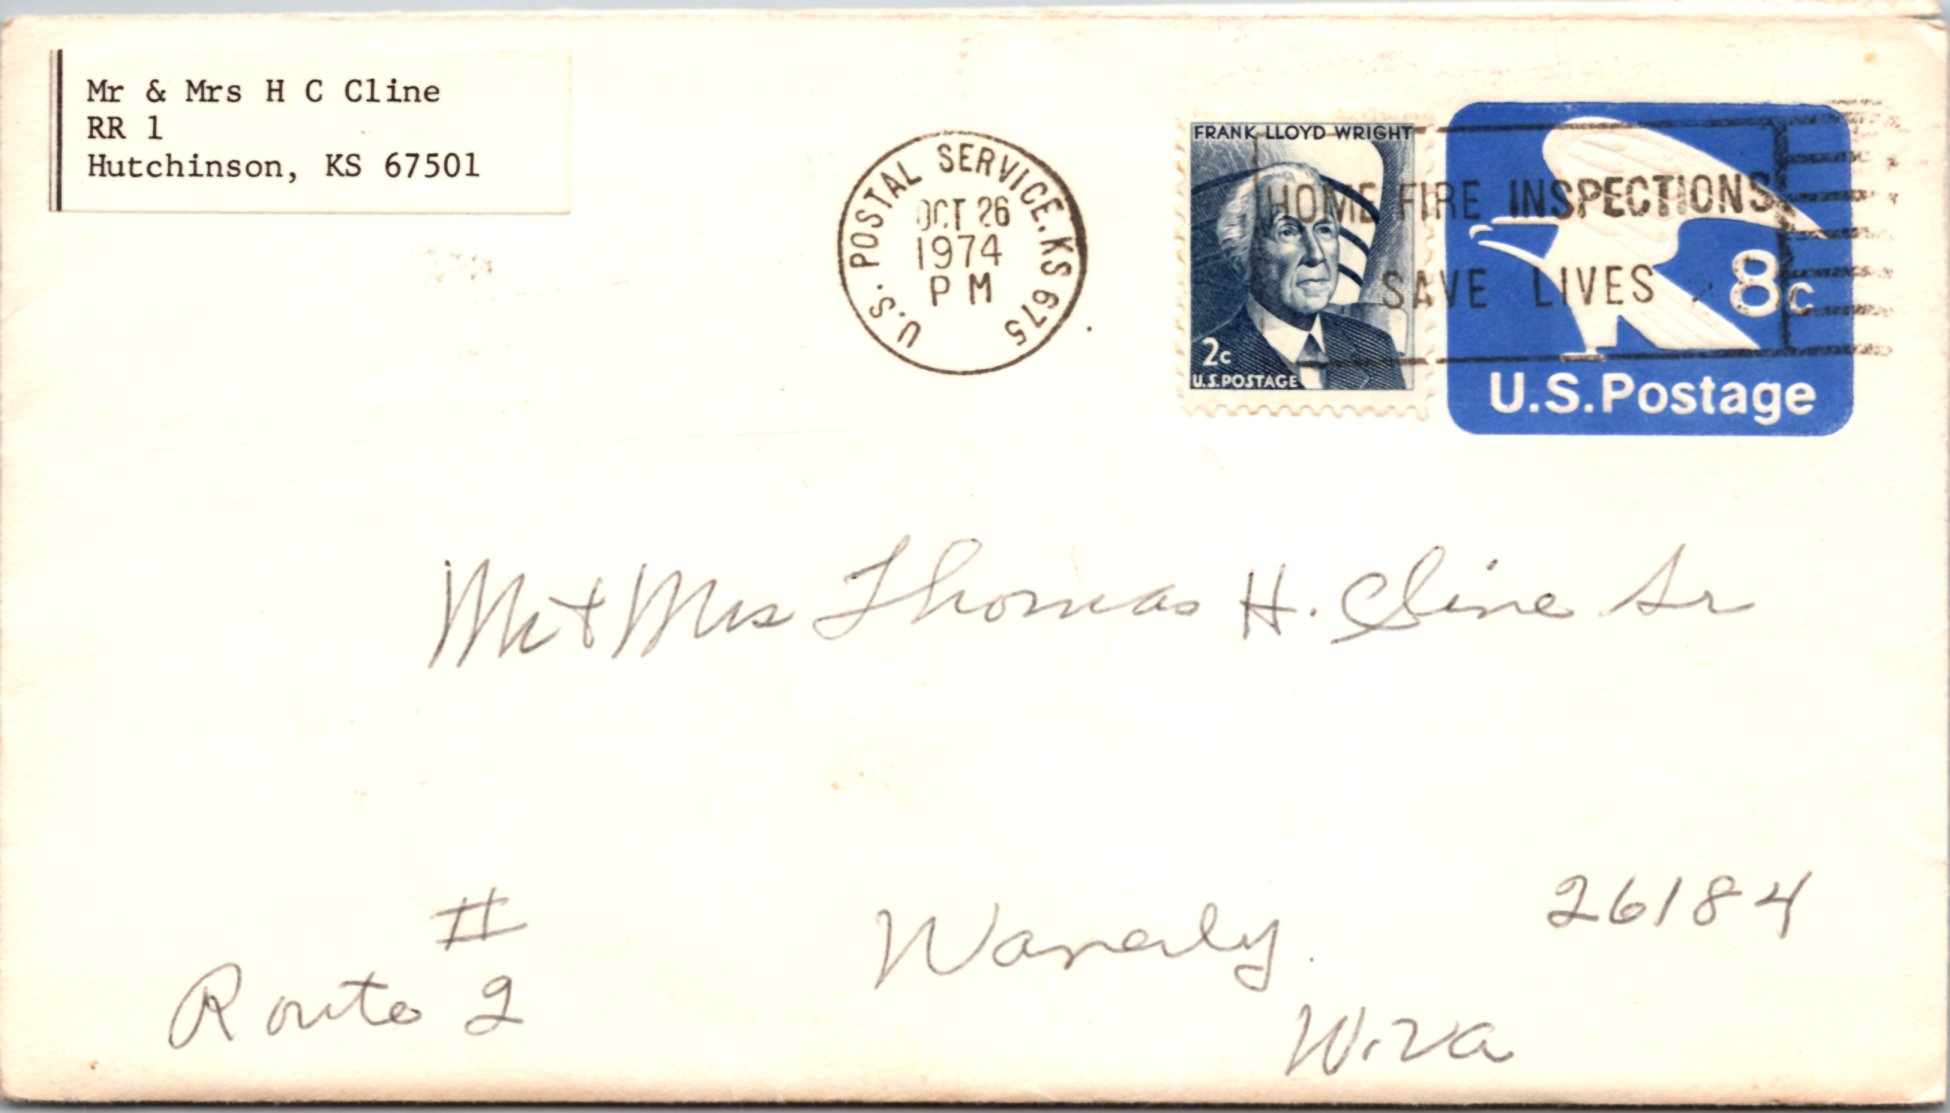 Mr & Mrs H C Cline
RR 1
Hutchinson, KS 67501
U.S. POSTAL SERVICE, KS 675
OCT 26
1974
PM
FRANK LLOYD WRIGHT
2c
U.S. POSTAGE
HOME FIRE INSPECTIONS
SAVE LIVES
8c
U.S. Postage
Mr & Mrs Thomas H. Cline Sr
#
Route 2
Waverly
26184
W. Va